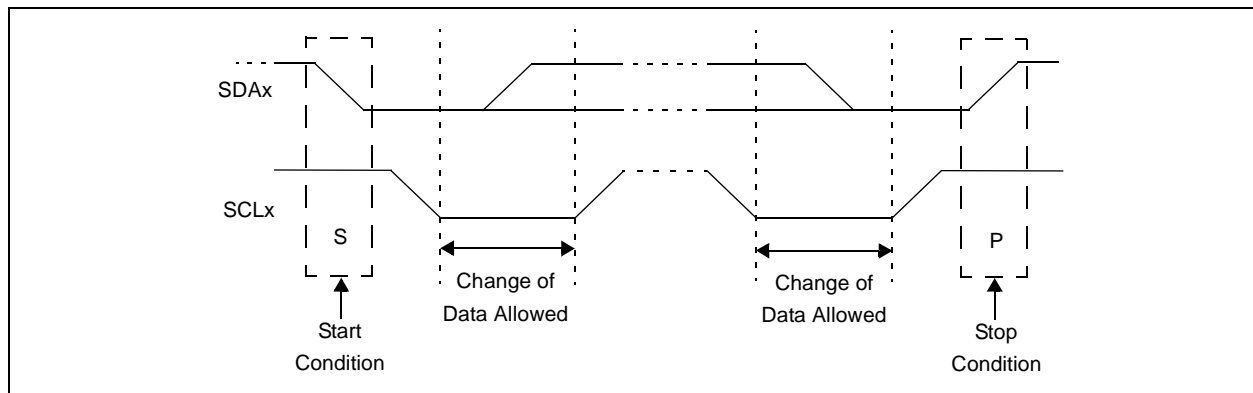 SDAx
SCLx
S
P
Change of
Data Allowed
Change of
Data Allowed
Start
Condition
Stop
Condition